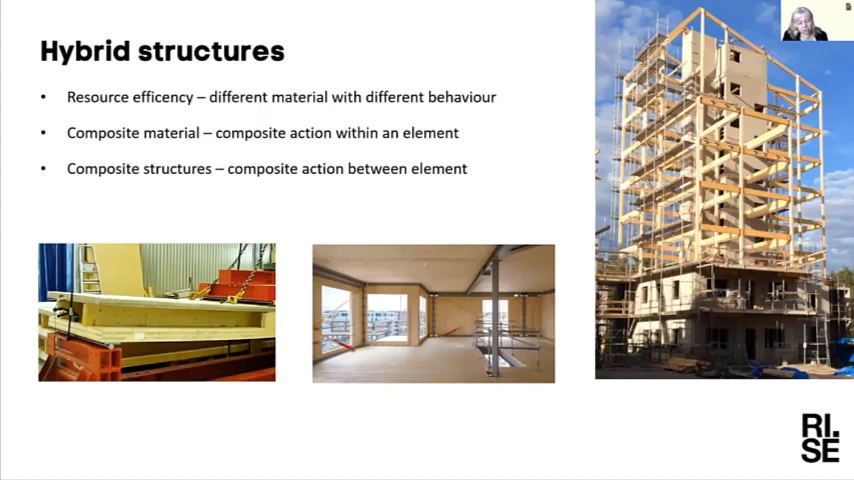 Hybrid structures
• Resource efficency – different material with different behaviour
• Composite material – composite action within an element
• Composite structures – composite action between element
RI.
SE